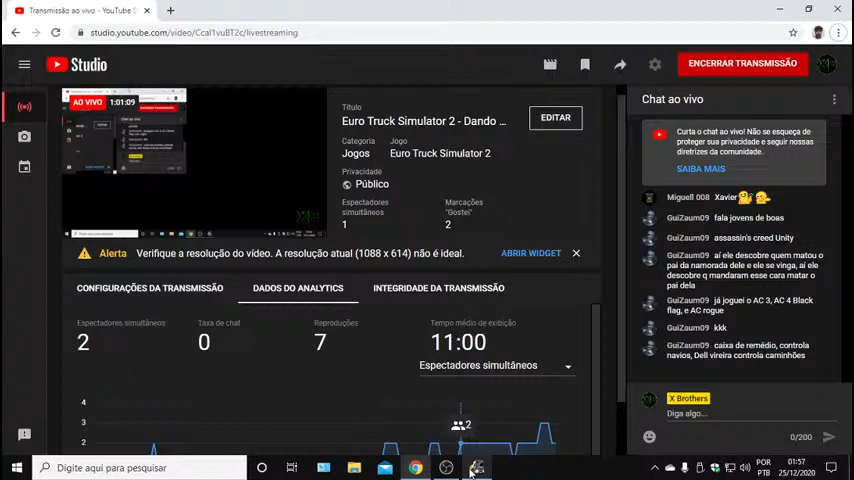 Transmissão ao vivo - YouTube S
studio.youtube.com/video/Ccal1vuBT2c/livestreaming
Studio
ENCERRAR TRANSMISSÃO
AO VIVO 1:01:09
Título
Euro Truck Simulator 2 - Dando ...
EDITAR
Categoria Jogo
Jogos Euro Truck Simulator 2
Privacidade
Público
Espectadores Marcações
simultâneos "Gostei"
1 2
Alerta Verifique a resolução do vídeo. A resolução atual (1088 x 614) não é ideal. ABRIR WIDGET
CONFIGURAÇÕES DA TRANSMISSÃO DADOS DO ANALYTICS INTEGRIDADE DA TRANSMISSÃO
Espectadores simultâneos Taxa de chat Reproduções Tempo médio de exibição
2 0 7 11:00
Espectadores simultâneos
4
3
2
2
Chat ao vivo
Curta o chat ao vivo! Não se esqueça de
proteger sua privacidade e seguir nossas
diretrizes da comunidade.
SAIBA MAIS
Miguell 008 Xavier
GuiZaum09 fala jovens de boas
GuiZaum09 assassin's creed Unity
GuiZaum09 aí ele descobre quem matou o
pai da namorada dele e ele se vinga, aí ele
descobre q mandaram esse cara matar o
pai dela
GuiZaum09 já joguei o AC 3, AC 4 Black
flag, e AC rogue
GuiZaum09 kkk
GuiZaum09 caixa de remédio, controla
navios, Dell vireira controla caminhões
X Brothers
Diga algo...
0/200
Digite aqui para pesquisar
POR
PTB
01:57
25/12/2020